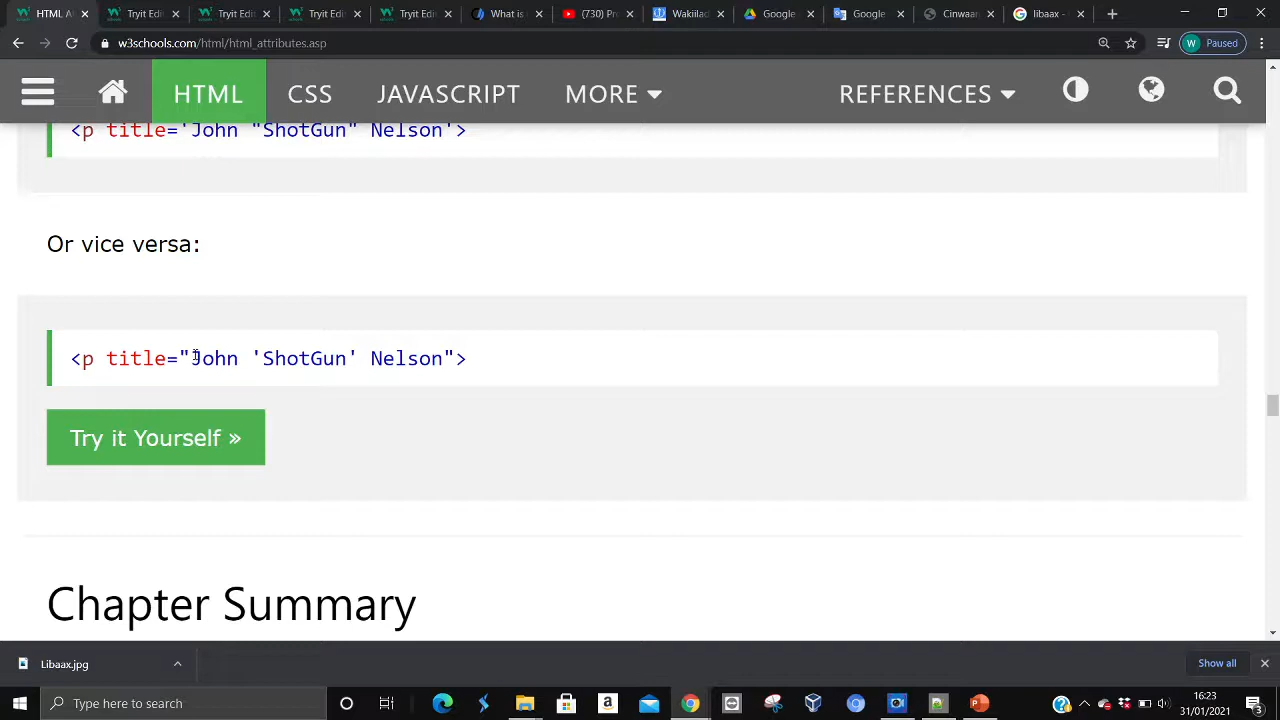 HTML A
Tryit Edi
Tryit Edi
Tryit Edi
Tryit Edi
What is
(730) Pr
Wakiilad
Google
Google
Cinwaar
libaax -
w3schools.com/html/html_attributes.asp
W Paused
HTML CSS JAVASCRIPT MORE REFERENCES
<p title='John "ShotGun" Nelson'>
Or vice versa:
<p title="John 'ShotGun' Nelson">
Try it Yourself »
Chapter Summary
Libaax.jpg
Show all
Type here to search
16:23
31/01/2021
3